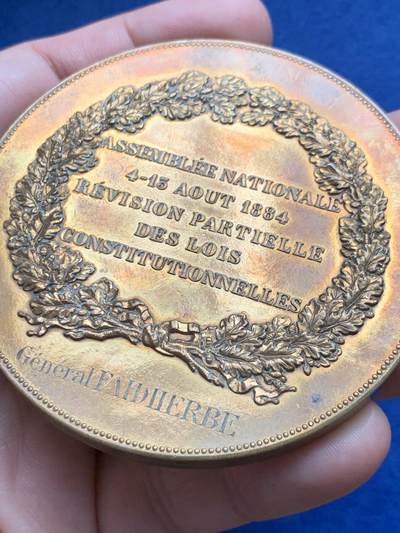 ASSEMBLÉE NATIONALE
4-13 AOUT 1884
RÉVISION PARTIELLE
DES LOIS
CONSTITUTIONNELLES
Général FAIDHERBE